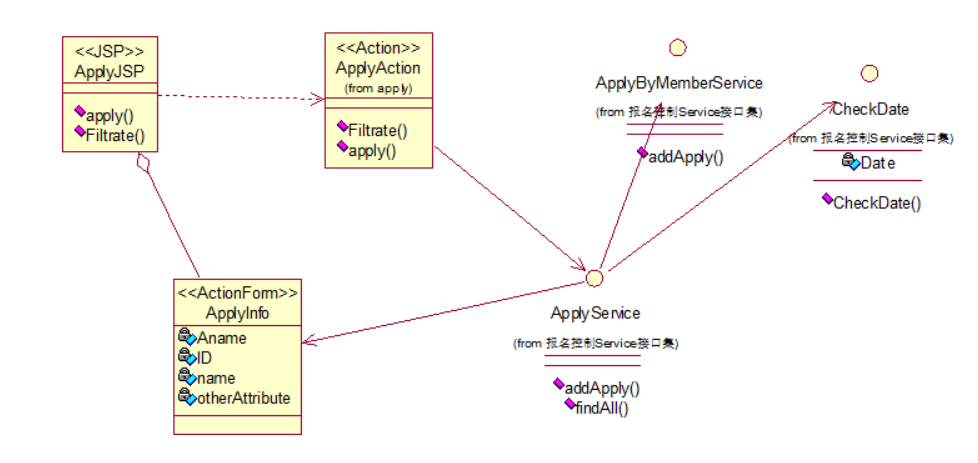 <<JSP>>
ApplyJSP
apply()
Filtrate()
<<Action>>
ApplyAction
(from apply)
Filtrate()
apply()
ApplyByMemberService
(from 报名控制Service接口集)
addApply()
CheckDate
(from 报名控制Service接口集)
Date
CheckDate()
<<ActionForm>>
ApplyInfo
Aname
ID
name
otherAttribute
ApplyService
(from 报名控制Service接口集)
addApply()
findAll()